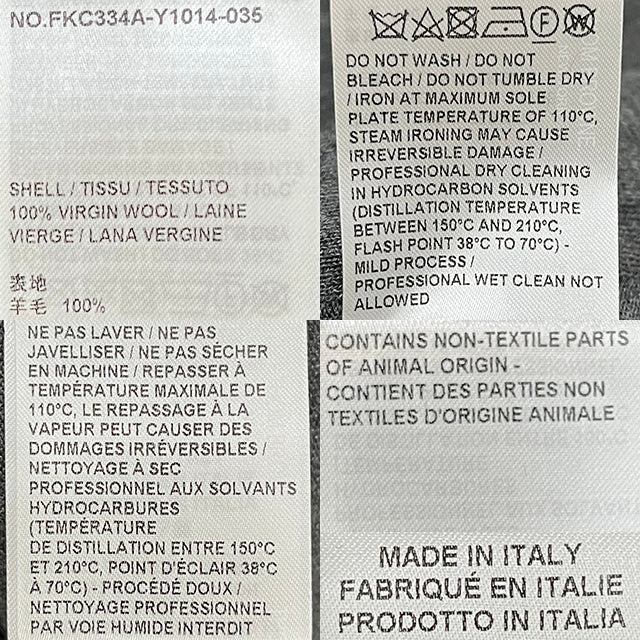 NO.FKC334A-Y1014-035
SHELL / TISSU / TESSUTO
100% VIRGIN WOOL / LAINE
VIERGE / LANA VERGINE
表地
羊毛 100%
F
DO NOT WASH / DO NOT
BLEACH / DO NOT TUMBLE DRY
/ IRON AT MAXIMUM SOLE
PLATE TEMPERATURE OF 110°C,
STEAM IRONING MAY CAUSE
IRREVERSIBLE DAMAGE /
PROFESSIONAL DRY CLEANING
IN HYDROCARBON SOLVENTS
(DISTILLATION TEMPERATURE
BETWEEN 150°C AND 210°C,
FLASH POINT 38°C TO 70°C) -
MILD PROCESS /
PROFESSIONAL WET CLEAN NOT
ALLOWED
NE PAS LAVER / NE PAS
JAVELLISER / NE PAS SÉCHER
EN MACHINE / REPASSER À
TEMPÉRATURE MAXIMALE DE
110°C, LE REPASSAGE À LA
VAPEUR PEUT CAUSER DES
DOMMAGES IRRÉVERSIBLES /
NETTOYAGE À SEC
PROFESSIONNEL AUX SOLVANTS
HYDROCARBURES
(TEMPÉRATURE
DE DISTILLATION ENTRE 150°C
ET 210°C, POINT D'ÉCLAIR 38°C
À 70°C) - PROCÉDÉ DOUX /
NETTOYAGE PROFESSIONNEL
PAR VOIE HUMIDE INTERDIT
CONTAINS NON-TEXTILE PARTS
OF ANIMAL ORIGIN -
CONTIENT DES PARTIES NON
TEXTILES D'ORIGINE ANIMALE
MADE IN ITALY
FABRIQUÉ EN ITALIE
PRODOTTO IN ITALIA